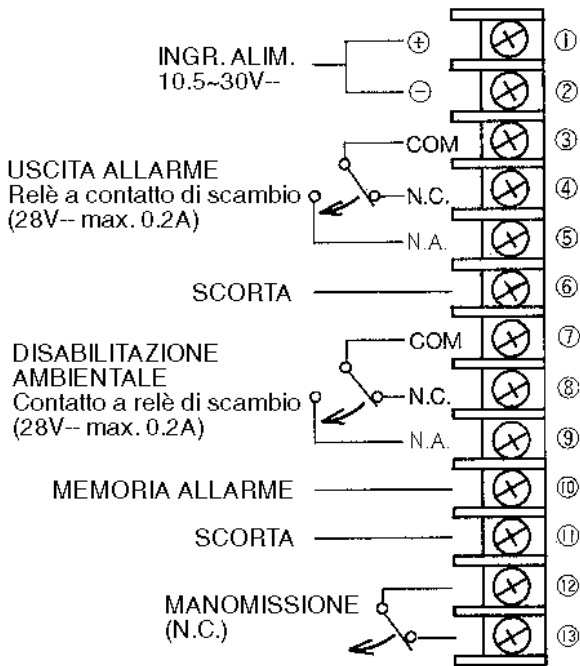 INGR. ALIM.
10.5~30V--
+
−
①
②
USCITA ALLARME
Relè a contatto di scambio
(28V-- max. 0.2A)
COM
N.C.
N.A.
③
④
⑤
SCORTA
⑥
DISABILITAZIONE
AMBIENTALE
Contatto a relè di scambio
(28V-- max. 0.2A)
COM
N.C.
N.A.
⑦
⑧
⑨
MEMORIA ALLARME
⑩
SCORTA
⑪
MANOMISSIONE
(N.C.)
⑫
⑬